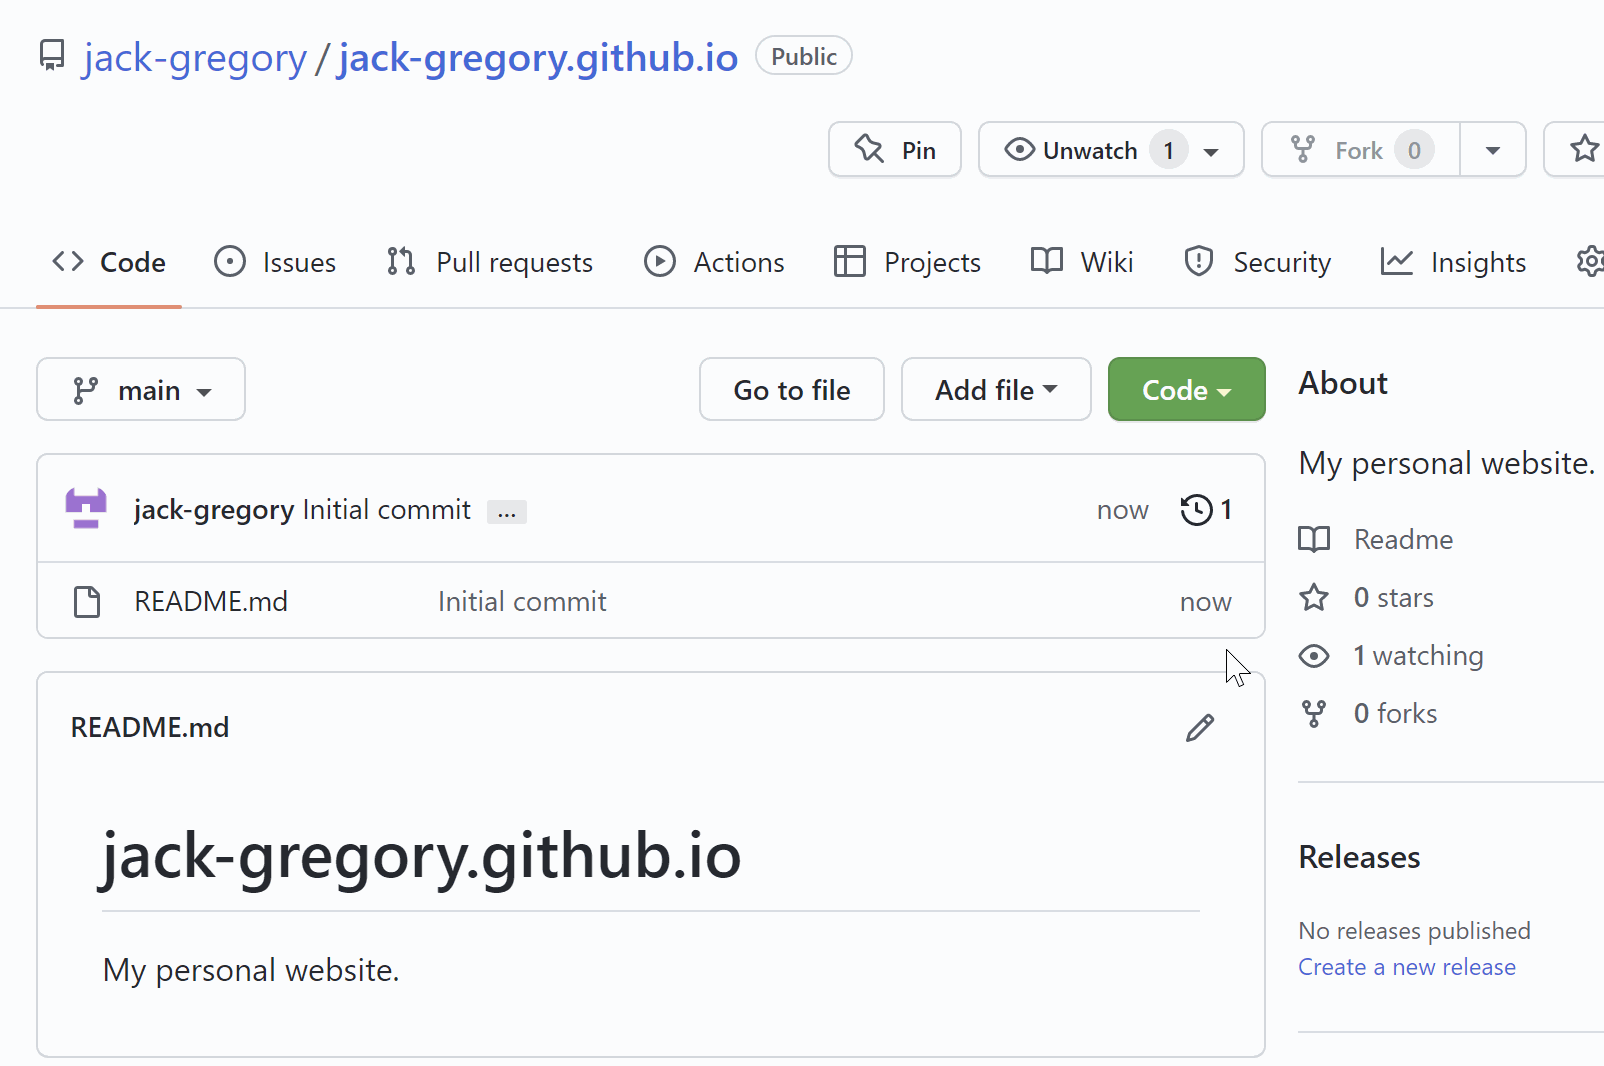 jack-gregory / jack-gregory.github.io Public
Pin Unwatch 1 Fork 0
Code Issues Pull requests Actions Projects Wiki Security Insights
main Go to file Add file Code
jack-gregory Initial commit ... now 1
README.md Initial commit now
README.md
jack-gregory.github.io
My personal website.
About
My personal website.
Readme
0 stars
1 watching
0 forks
Releases
No releases published
Create a new release